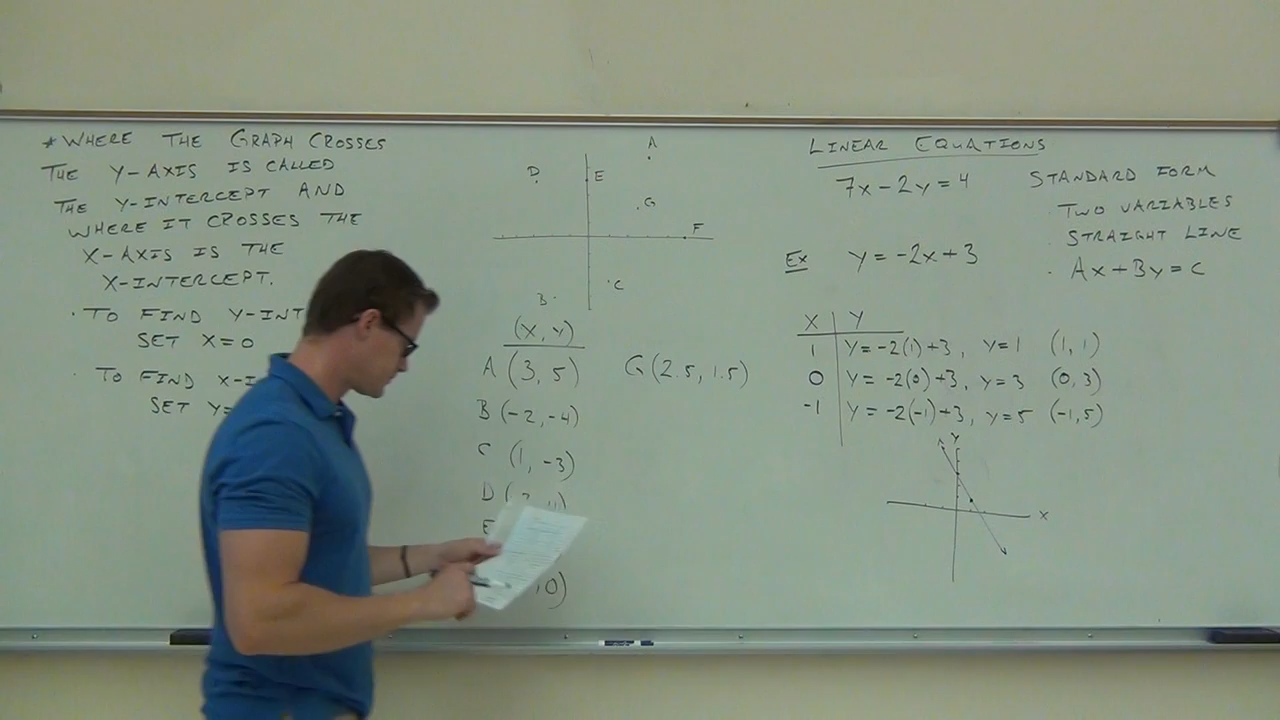 * WHERE THE GRAPH CROSSES
THE Y-AXIS IS CALLED
THE Y-INTERCEPT AND
WHERE IT CROSSES THE
X-AXIS IS THE
X-INTERCEPT.
· TO FIND Y-INT
SET X=0
· TO FIND X-I
SET Y=
A
D
E
G
F
C
B
(X, Y)
A (3, 5)
G (2.5, 1.5)
B (-2, -4)
C (1, -3)
D (
E
0)
LINEAR EQUATIONS
7x-2y=4
STANDARD FORM
· TWO VARIABLES
· STRAIGHT LINE
· Ax+By=C
Ex y=-2x+3
X Y
1 Y=-2(1)+3, Y=1 (1, 1)
0 Y=-2(0)+3, Y=3 (0, 3)
-1 Y=-2(-1)+3, Y=5 (-1,5)
Y
X